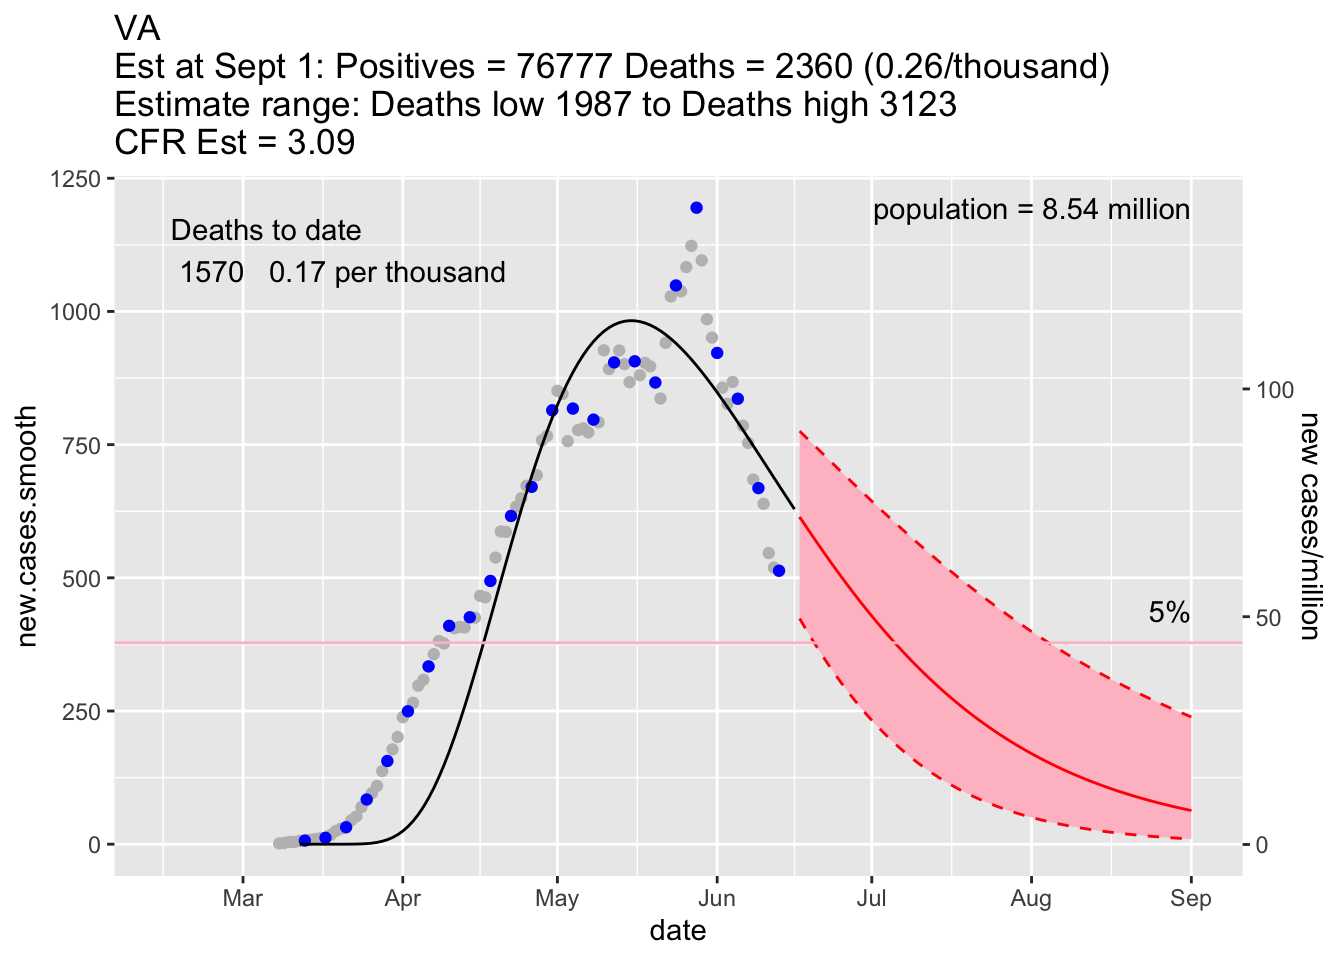 VA
Est at Sept 1: Positives = 76777 Deaths = 2360 (0.26/thousand)
Estimate range: Deaths low 1987 to Deaths high 3123
CFR Est = 3.09
1250
1000
750
500
250
0
new.cases.smooth
Deaths to date
1570 0.17 per thousand
population = 8.54 million
5%
100
50
0
new cases/million
Mar Apr May Jun Jul Aug Sep
date